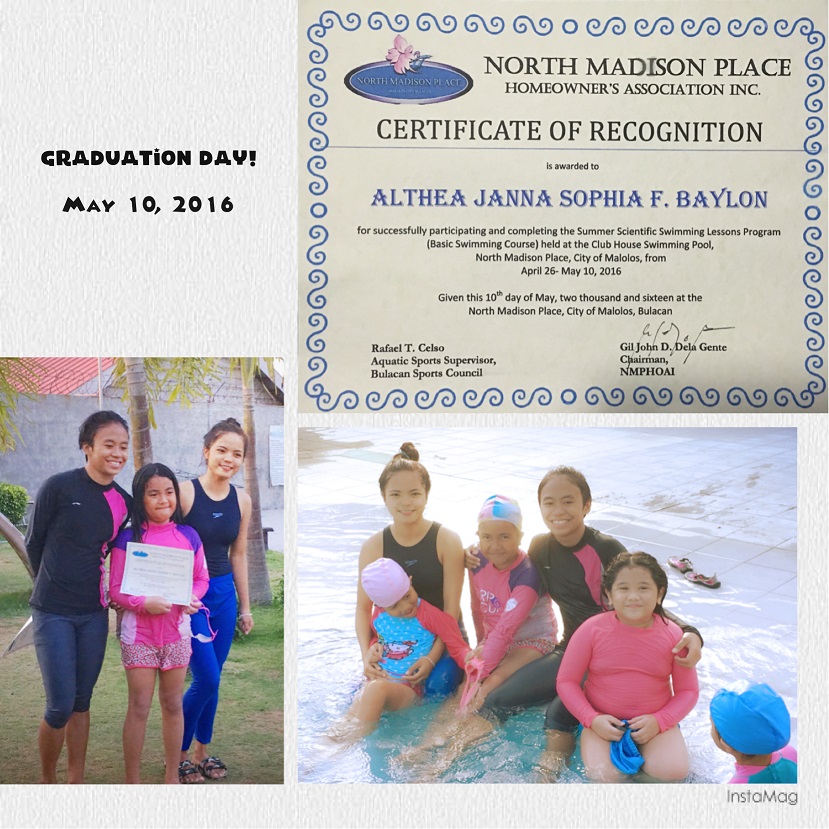 GRADUATION DAY!
MAY 10, 2016
NORTH MADISON PLACE
NORTH MADISON PLACE
HOMEOWNER'S ASSOCIATION INC.
CERTIFICATE OF RECOGNITION
is awarded to
ALTHEA JANNA SOPHIA F. BAYLON
for successfully participating and completing the Summer Scientific Swimming Lessons Program
(Basic Swimming Course) held at the Club House Swimming Pool,
North Madison Place, City of Malolos, from
April 26- May 10, 2016
Given this 10th day of May, two thousand and sixteen at the
North Madison Place, City of Malolos, Bulacan
Rafael T. Celso
Aquatic Sports Supervisor,
Bulacan Sports Council
Gil John D. Dela Gente
Chairman,
NMPHOAI
InstaMag